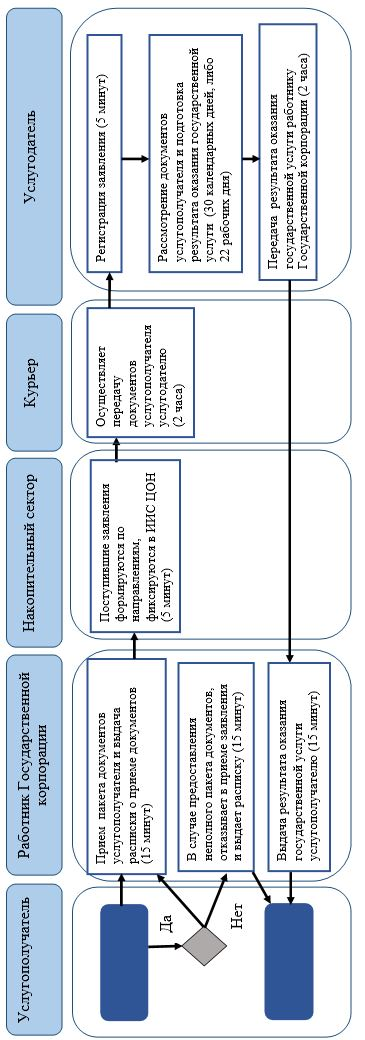 Услугополучатель
Работник Государственной
корпорации
Накопительный сектор
Курьер
Услугодатель
Да
Нет
Прием  пакета документов
услугополучателя и выдача
расписки о приеме документов
(15 минут)
В случае предоставления
неполного пакета документов,
отказывает в приеме заявления
и выдает расписку (15 минут)
Выдача результата оказания
государственной услуги
услугополучателю (15 минут)
Поступившие заявления
формируются по
направлениям,
фиксируются в ИИС ЦОН
(5 минут)
Осуществляет
передачу
документов
услугополучателя
услугодателю
(2 часа)
Регистрация заявления (5 минут)
Рассмотрение документов
услугополучателя и подготовка
результата оказания государственной
услуги  (30 календарных дней, либо
22 рабочих дня)
Передача  результата оказания
государственной услуги работнику
Государственной корпорации (2 часа)